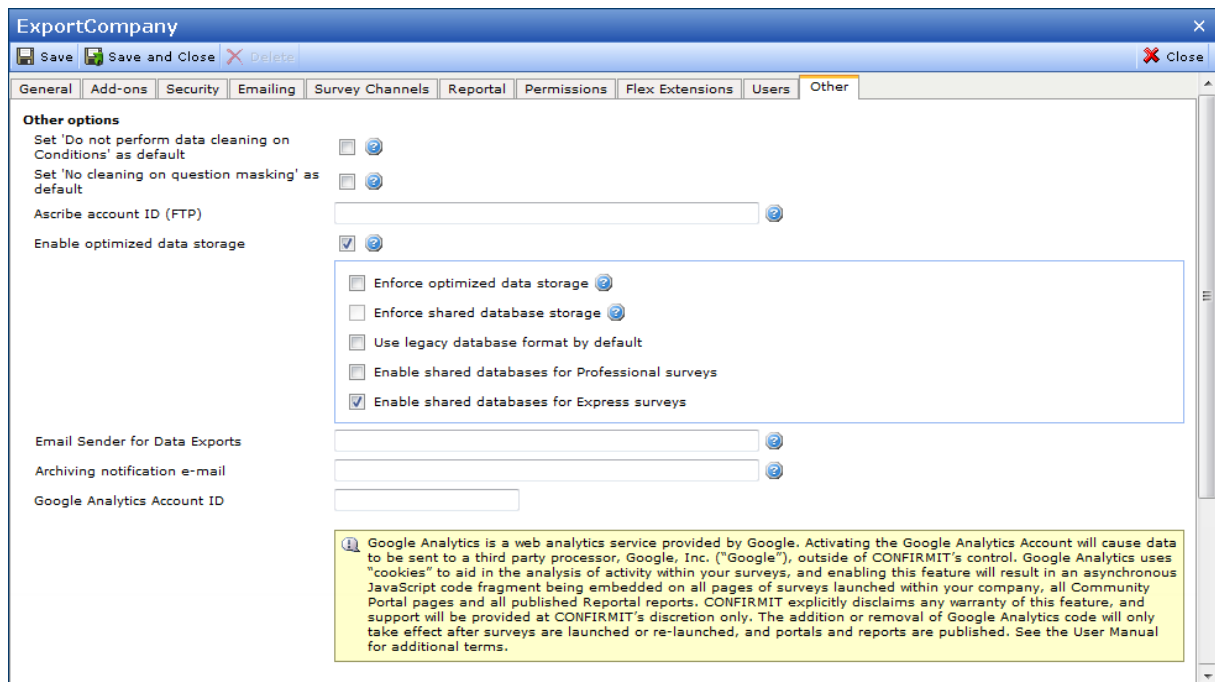 ExportCompany
Save Save and Close Delete Close
General Add-ons Security Emailing Survey Channels Reportal Permissions Flex Extensions Users Other
Other options
Set 'Do not perform data cleaning on
Conditions' as default
Set 'No cleaning on question masking' as
default
Ascribe account ID (FTP)
Enable optimized data storage
Enforce optimized data storage
Enforce shared database storage
Use legacy database format by default
Enable shared databases for Professional surveys
Enable shared databases for Express surveys
Email Sender for Data Exports
Archiving notification e-mail
Google Analytics Account ID
Google Analytics is a web analytics service provided by Google. Activating the Google Analytics Account will cause data
to be sent to a third party processor, Google, Inc. (“Google”), outside of CONFIRMIT’s control. Google Analytics uses
“cookies” to aid in the analysis of activity within your surveys, and enabling this feature will result in an asynchronous
JavaScript code fragment being embedded on all pages of surveys launched within your company, all Community
Portal pages and all published Reportal reports. CONFIRMIT explicitly disclaims any warranty of this feature, and
support will be provided at CONFIRMIT’s discretion only. The addition or removal of Google Analytics code will only
take effect after surveys are launched or re-launched, and portals and reports are published. See the User Manual
for additional terms.